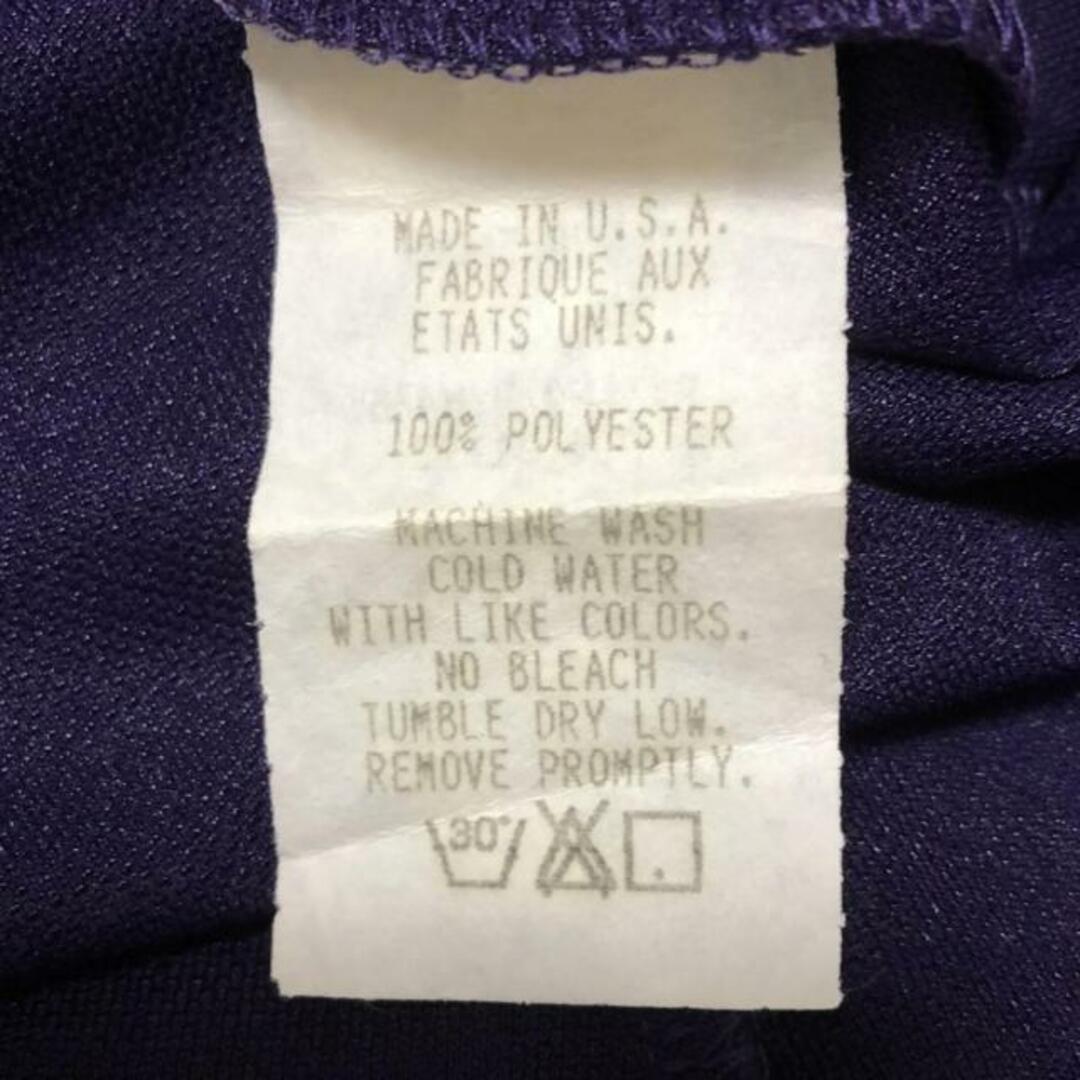 MADE IN U.S.A.
FABRIQUE AUX
ETATS UNIS.
100% POLYESTER
MACHINE WASH
COLD WATER
WITH LIKE COLORS.
NO BLEACH
TUMBLE DRY LOW.
REMOVE PROMPTLY.
30°